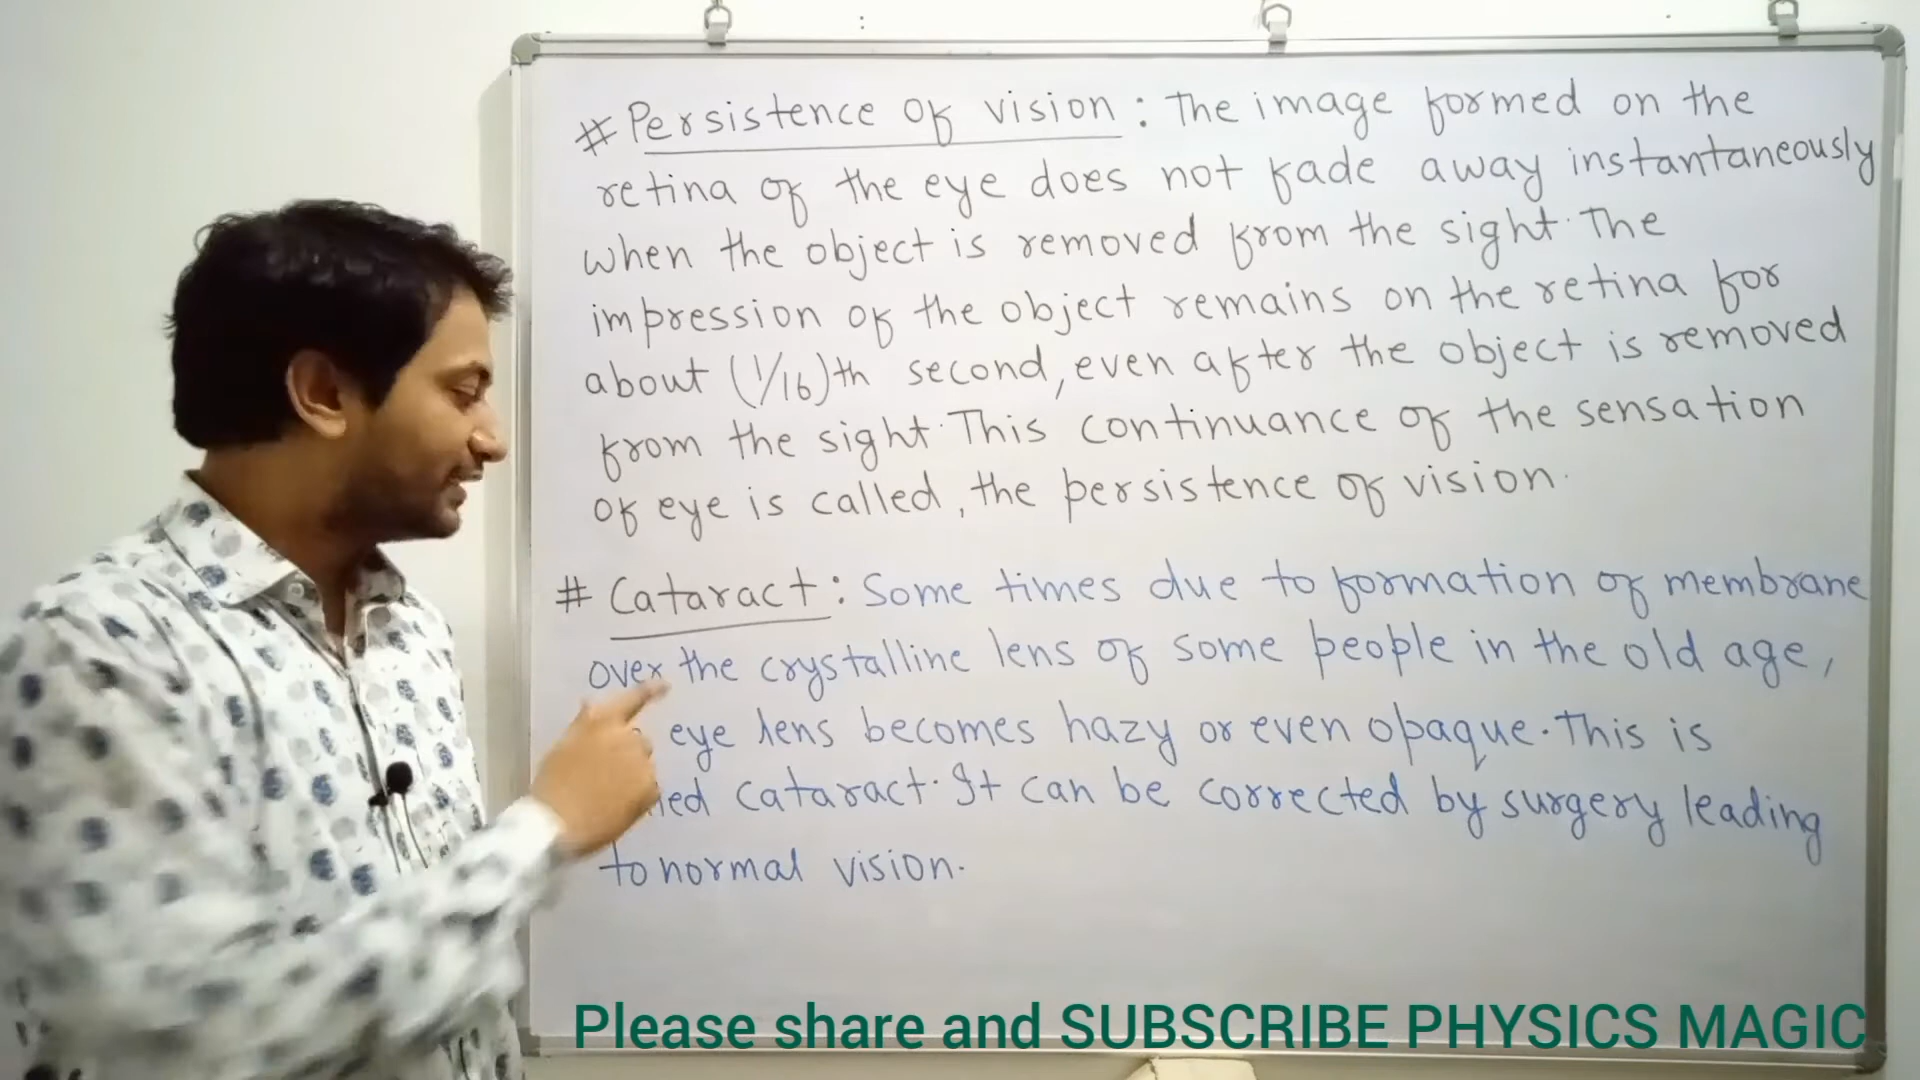 # Persistence of vision : The image formed on the
retina of the eye does not fade away instantaneously
when the object is removed from the sight. The
impression of the object remains on the retina for
about (1/16)th second, even after the object is removed
from the sight. This continuance of the sensation
of eye is called, the persistence of vision.
# Cataract : Some times due to formation of membrane
over the crystalline lens of some people in the old age,
eye lens becomes hazy or even opaque. This is
cataract. It can be corrected by surgery leading
to normal vision.
Please share and SUBSCRIBE PHYSICS MAGIC